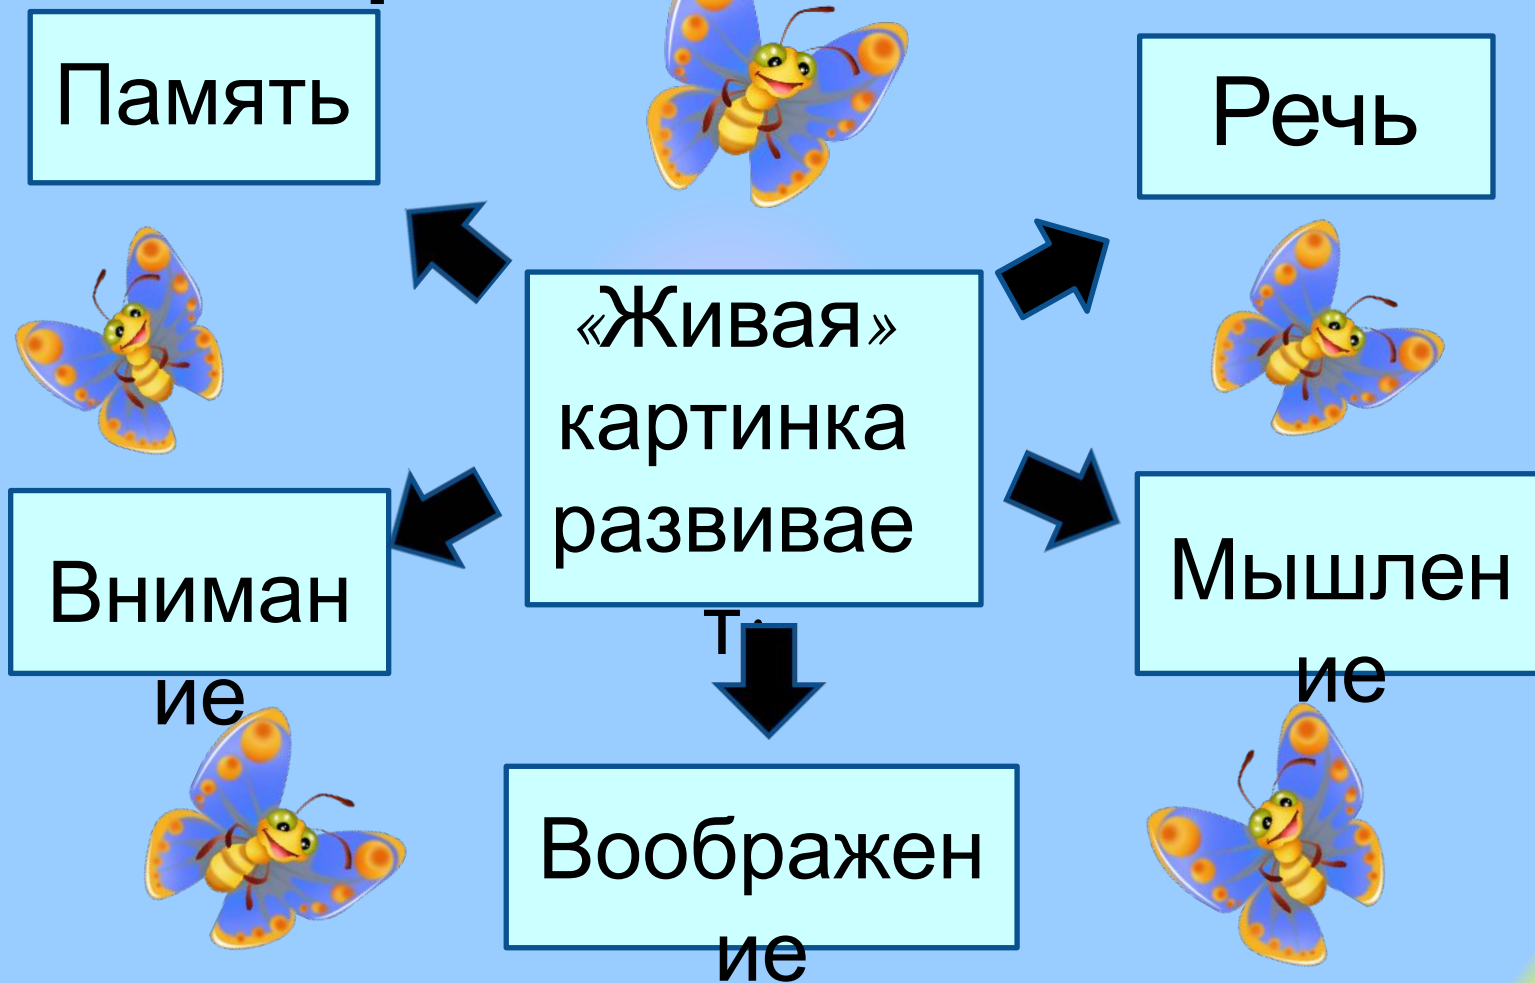 Память
Речь
«Живая»
картинка
развивае
т:
Вниман
ие
Мышлен
ие
Воображен
ие